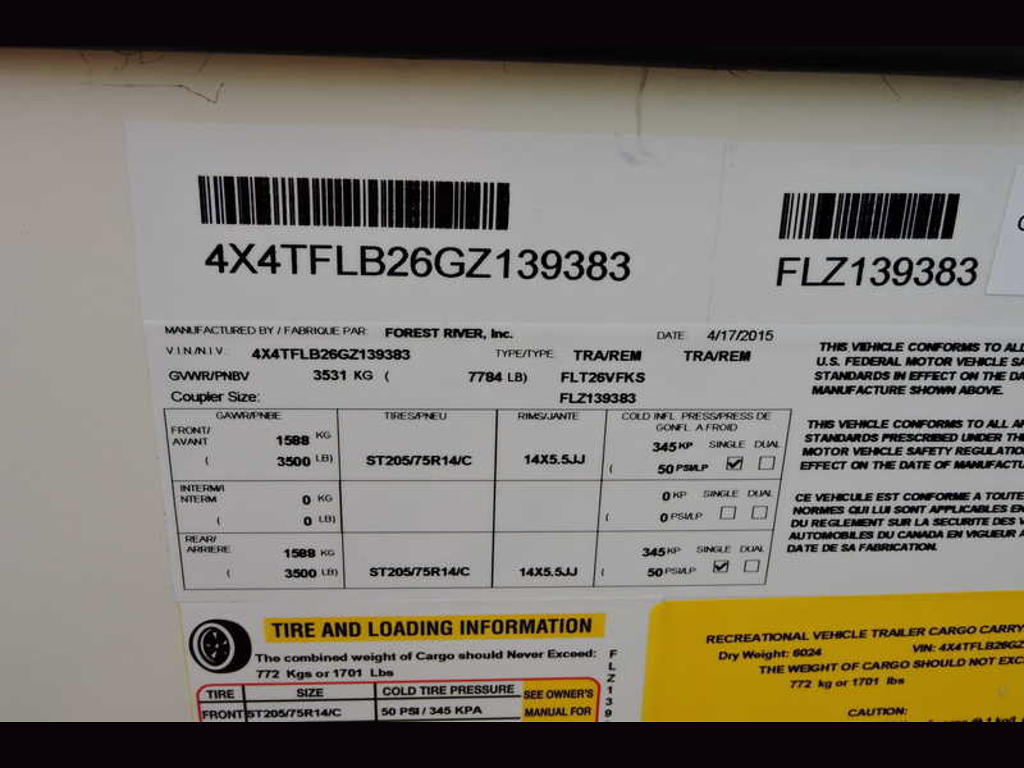 4X4TFLB26GZ139383
FLZ139383
MANUFACTURED BY / FABRIQUE PAR: FOREST RIVER, Inc. DATE 4/17/2015
V.I.N./N.I.V.: 4X4TFLB26GZ139383 TYPE/TYPE TRA/REM TRA/REM
GVWR/PNBV 3531 KG ( 7784 LB) FLT26VFKS
Coupler Size: FLZ139383
GAWR/PNBE TIRES/PNEU RIMS/JANTE COLD INFL. PRESS/PRESS DE
GONFL. A FROID
FRONT/
AVANT 1588 KG 345 KP SINGLE DUAL
( 3500 LB) ST205/75R14/C 14X5.5JJ ( 50 PSI/LP
INTERM/
INTERM 0 KG 0 KP SINGLE DUAL
( 0 LB) ( 0 PSI/LP
REAR/
ARRIERE 1588 KG 345 KP SINGLE DUAL
( 3500 LB) ST205/75R14/C 14X5.5JJ ( 50 PSI/LP
THIS VEHICLE CONFORMS TO ALL
U.S. FEDERAL MOTOR VEHICLE
STANDARDS IN EFFECT ON THE
MANUFACTURE SHOWN ABOVE.
THIS VEHICLE CONFORMS TO ALL
STANDARDS PRESCRIBED UNDER
MOTOR VEHICLE SAFETY
EFFECT ON THE DATE OF
CE VEHICULE EST CONFORME A
NORMES QUI LUI SONT APPLICABLES
DU REGLEMENT SUR LA SECURITE DES
AUTOMOBILES DU CANADA EN VIGUEUR A
DATE DE SA FABRICATION.
TIRE AND LOADING INFORMATION
The combined weight of Cargo should Never Exceed:
772 Kgs or 1701 Lbs
TIRE SIZE COLD TIRE PRESSURE SEE OWNER'S
FRONT ST205/75R14/C 50 PSI / 345 KPA MANUAL FOR
FLZ139
RECREATIONAL VEHICLE TRAILER CARGO
Dry Weight: 6024 VIN: 4X4TFLB26GZ
THE WEIGHT OF CARGO SHOULD NOT
772 kg or 1701 lbs
CAUTION: